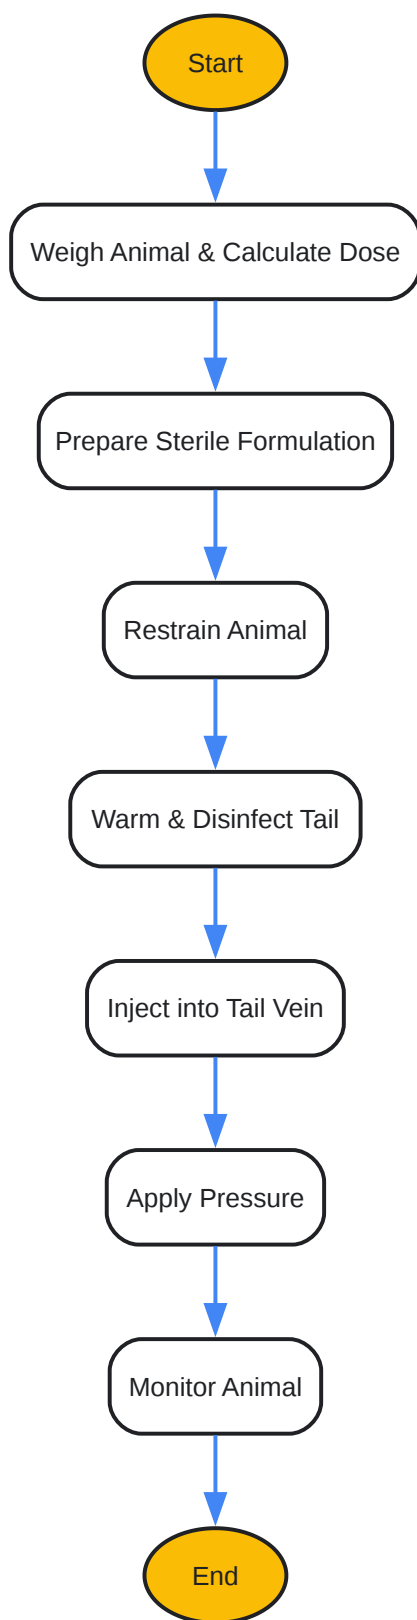 Start
Weigh Animal & Calculate Dose
Prepare Sterile Formulation
Restrain Animal
Warm & Disinfect Tail
Inject into Tail Vein
Apply Pressure
Monitor Animal
End